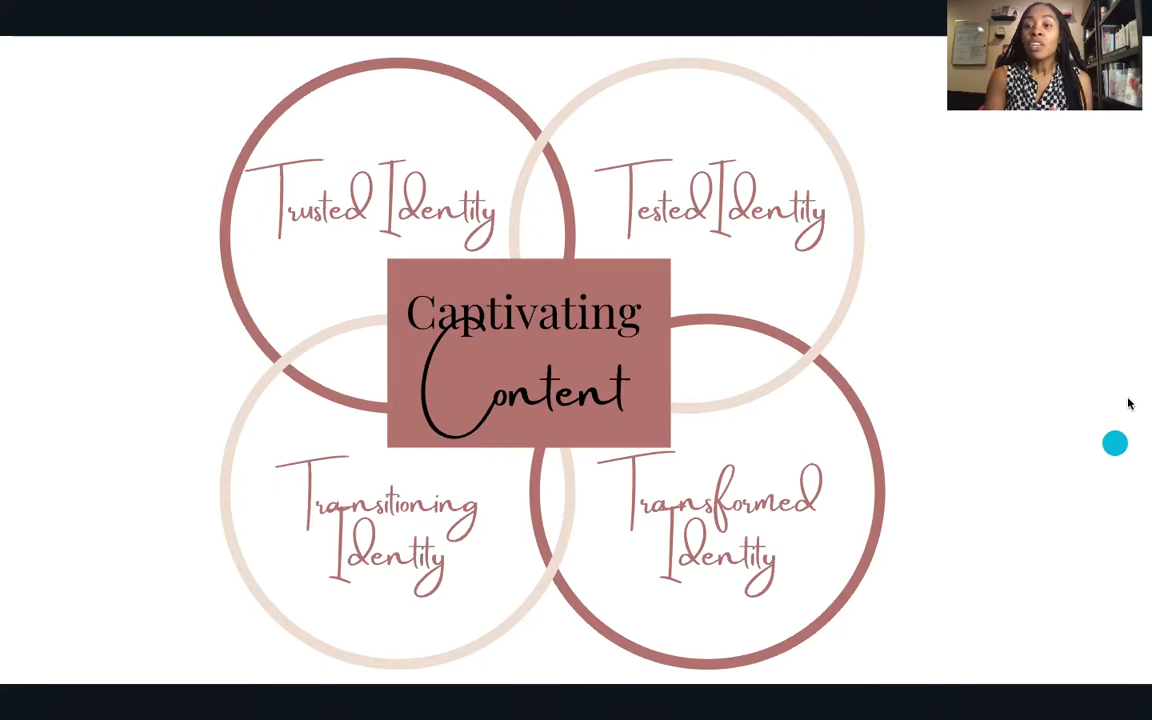 Trusted Identity
Tested Identity
Captivating
Content
Transitioning
Identity
Transformed
Identity